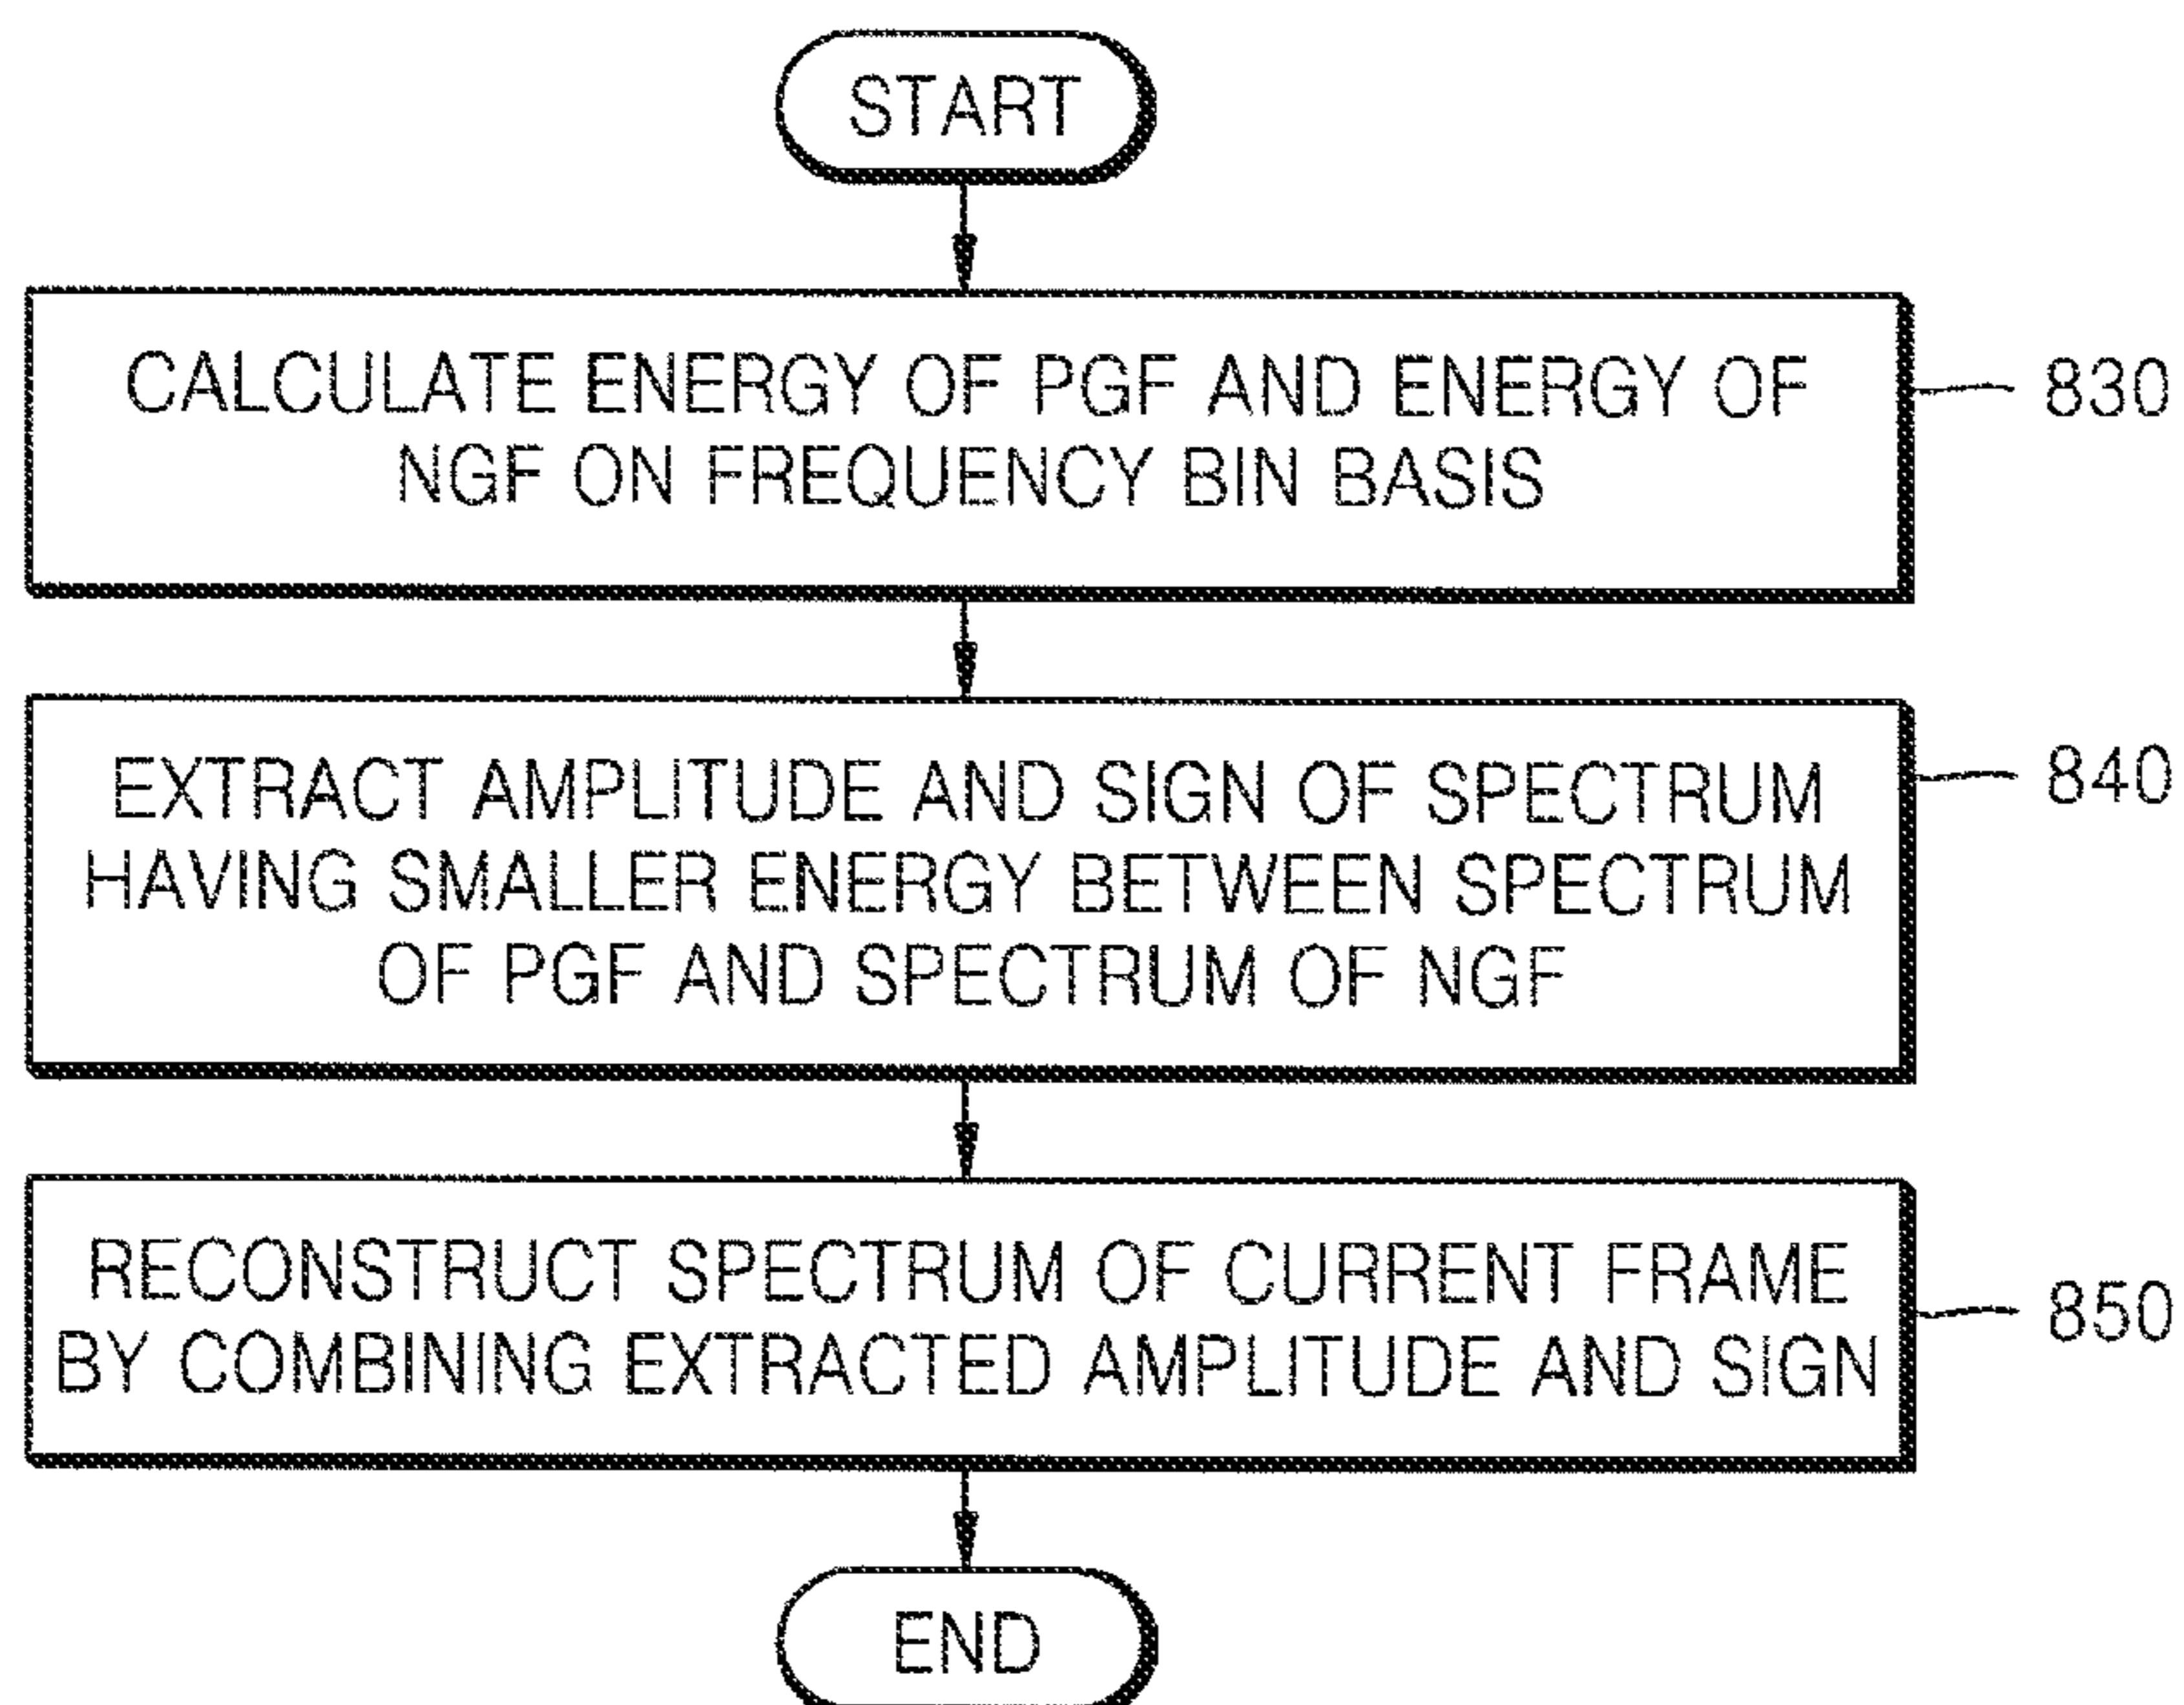 START
CALCULATE ENERGY OF PGF AND ENERGY OF
NGF ON FREQUENCY BIN BASIS
830
EXTRACT AMPLITUDE AND SIGN OF SPECTRUM
HAVING SMALLER ENERGY BETWEEN SPECTRUM
OF PGF AND SPECTRUM OF NGF
840
RECONSTRUCT SPECTRUM OF CURRENT FRAME
BY COMBINING EXTRACTED AMPLITUDE AND SIGN
850
END